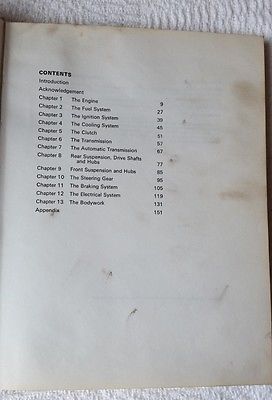 CONTENTS
Introduction
Acknowledgement
Chapter 1 The Engine 9
Chapter 2 The Fuel System 27
Chapter 3 The Ignition System 39
Chapter 4 The Cooling System 45
Chapter 5 The Clutch 51
Chapter 6 The Transmission 57
Chapter 7 The Automatic Transmission 67
Chapter 8 Rear Suspension, Drive Shafts
and Hubs 77
Chapter 9 Front Suspension and Hubs 85
Chapter 10 The Steering Gear 95
Chapter 11 The Braking System 105
Chapter 12 The Electrical System 119
Chapter 13 The Bodywork 131
Appendix 151